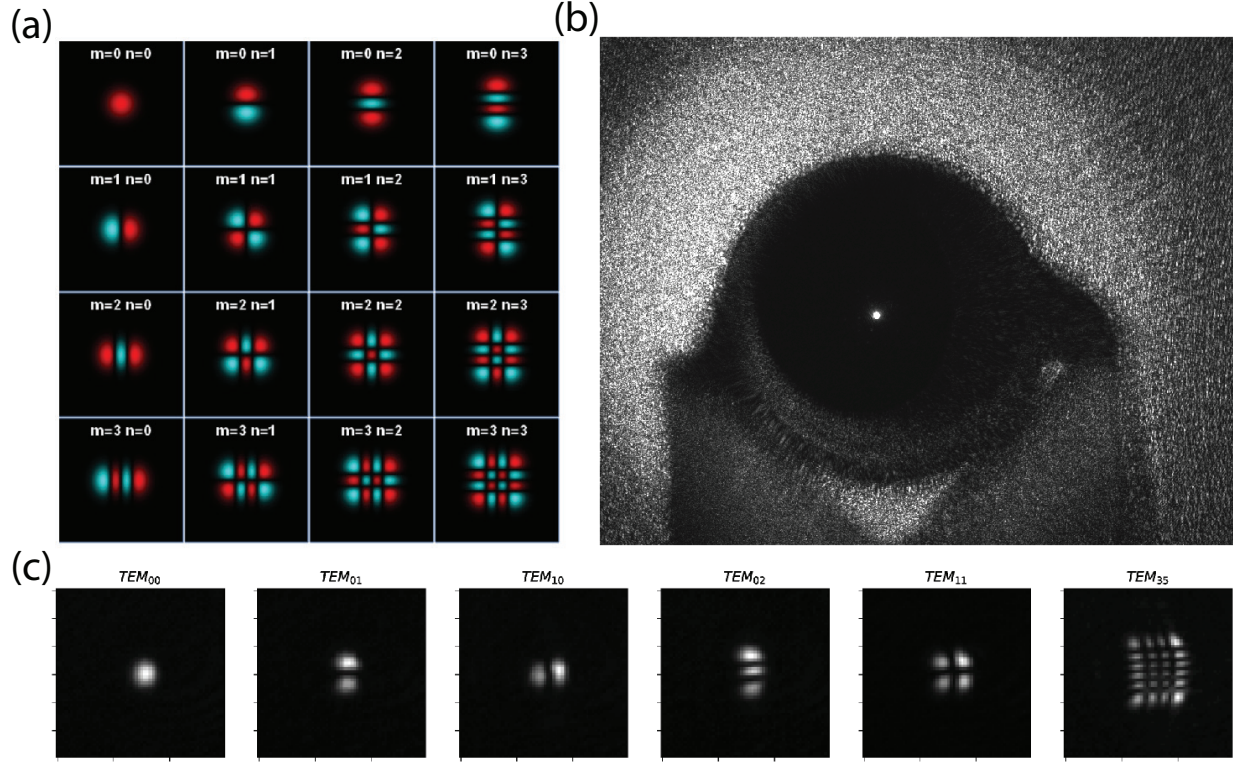 (a)
(b)
m=0 n=0 m=0 n=1 m=0 n=2 m=0 n=3
m=1 n=0 m=1 n=1 m=1 n=2 m=1 n=3
m=2 n=0 m=2 n=1 m=2 n=2 m=2 n=3
m=3 n=0 m=3 n=1 m=3 n=2 m=3 n=3
(c)
TEM₀₀ TEM₀₁ TEM₁₀ TEM₀₂ TEM₁₁ TEM₃₅